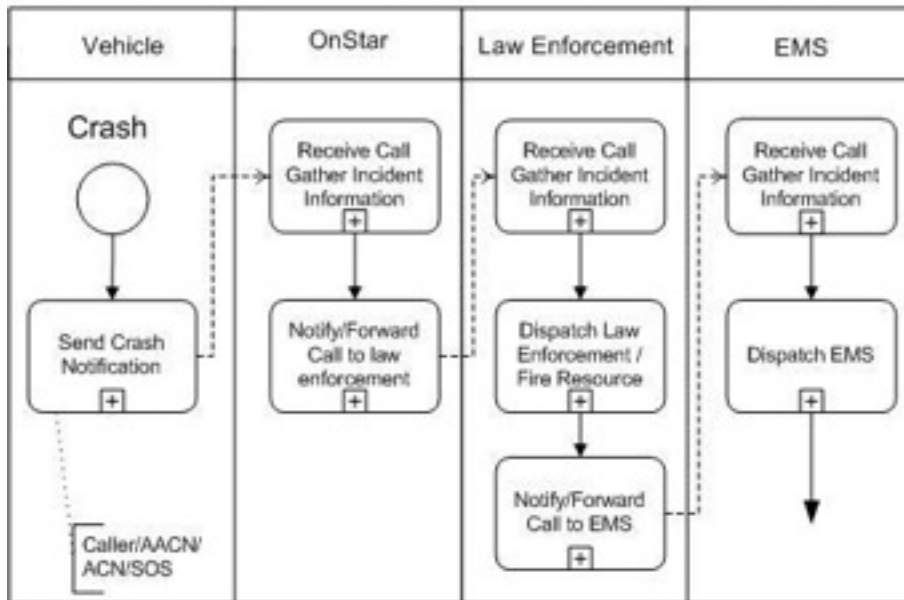 Vehicle
OnStar
Law Enforcement
EMS
Crash
Send Crash
Notification
Caller/AACN/
ACN/SOS
Receive Call
Gather Incident
Information
Notify/Forward
Call to law
enforcement
Receive Call
Gather Incident
Information
Dispatch Law
Enforcement /
Fire Resource
Notify/Forward
Call to EMS
Receive Call
Gather Incident
Information
Dispatch EMS